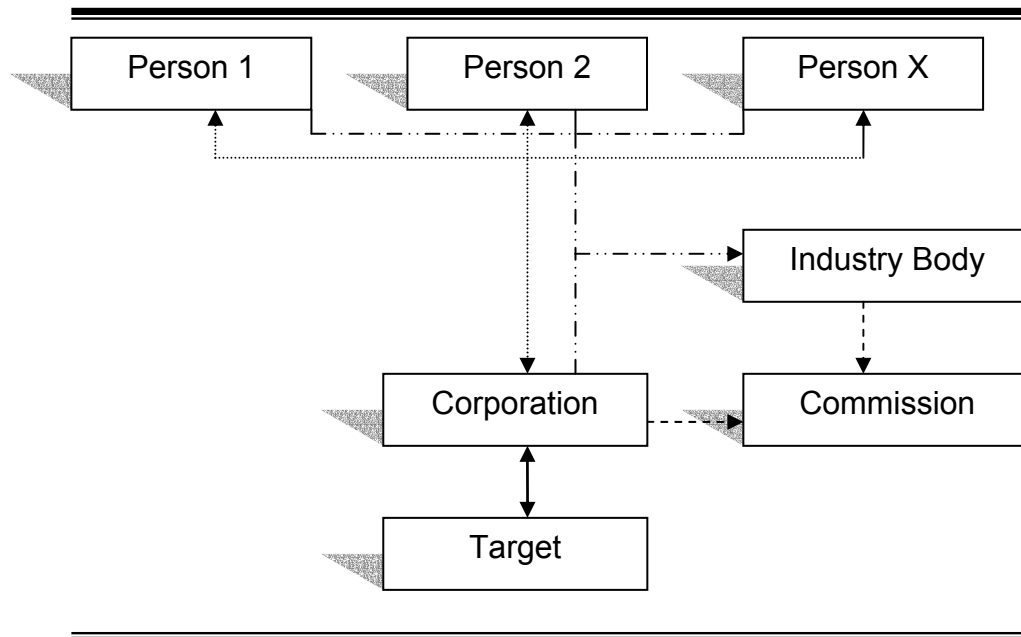 Person 1
Person 2
Person X
Industry Body
Corporation
Commission
Target